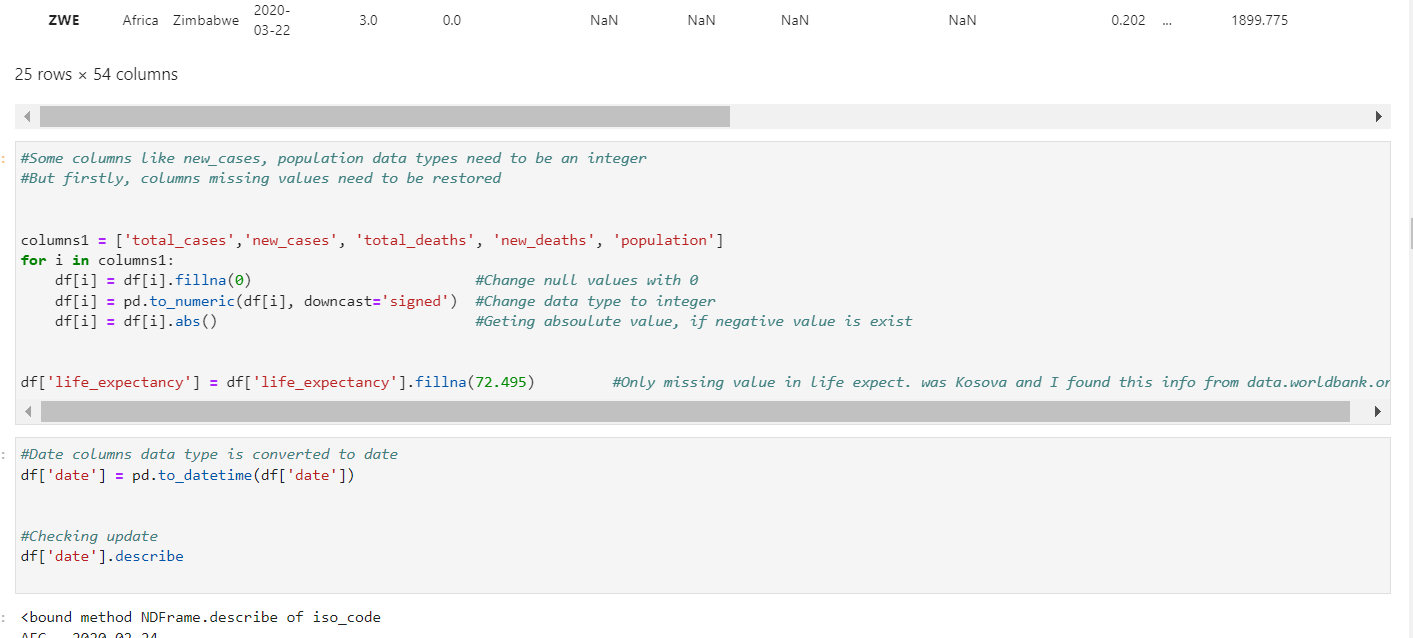 ZWE Africa Zimbabwe 2020-03-22 3.0 0.0 NaN NaN NaN NaN 0.202 ... 1899.775
25 rows × 54 columns
#Some columns like new_cases, population data types need to be an integer
#But firstly, columns missing values need to be restored
columns1 = ['total_cases','new_cases', 'total_deaths', 'new_deaths', 'population']
for i in columns1:
    df[i] = df[i].fillna(0) #Change null values with 0
    df[i] = pd.to_numeric(df[i], downcast='signed') #Change data type to integer
    df[i] = df[i].abs() #Geting absoulute value, if negative value is exist
df['life_expectancy'] = df['life_expectancy'].fillna(72.495) #Only missing value in life expect. was Kosova and I found this info from data.worldbank.or
#Date columns data type is converted to date
df['date'] = pd.to_datetime(df['date'])
#Checking update
df['date'].describe
<bound method NDFrame.describe of iso_code
AFG 2020-02-24